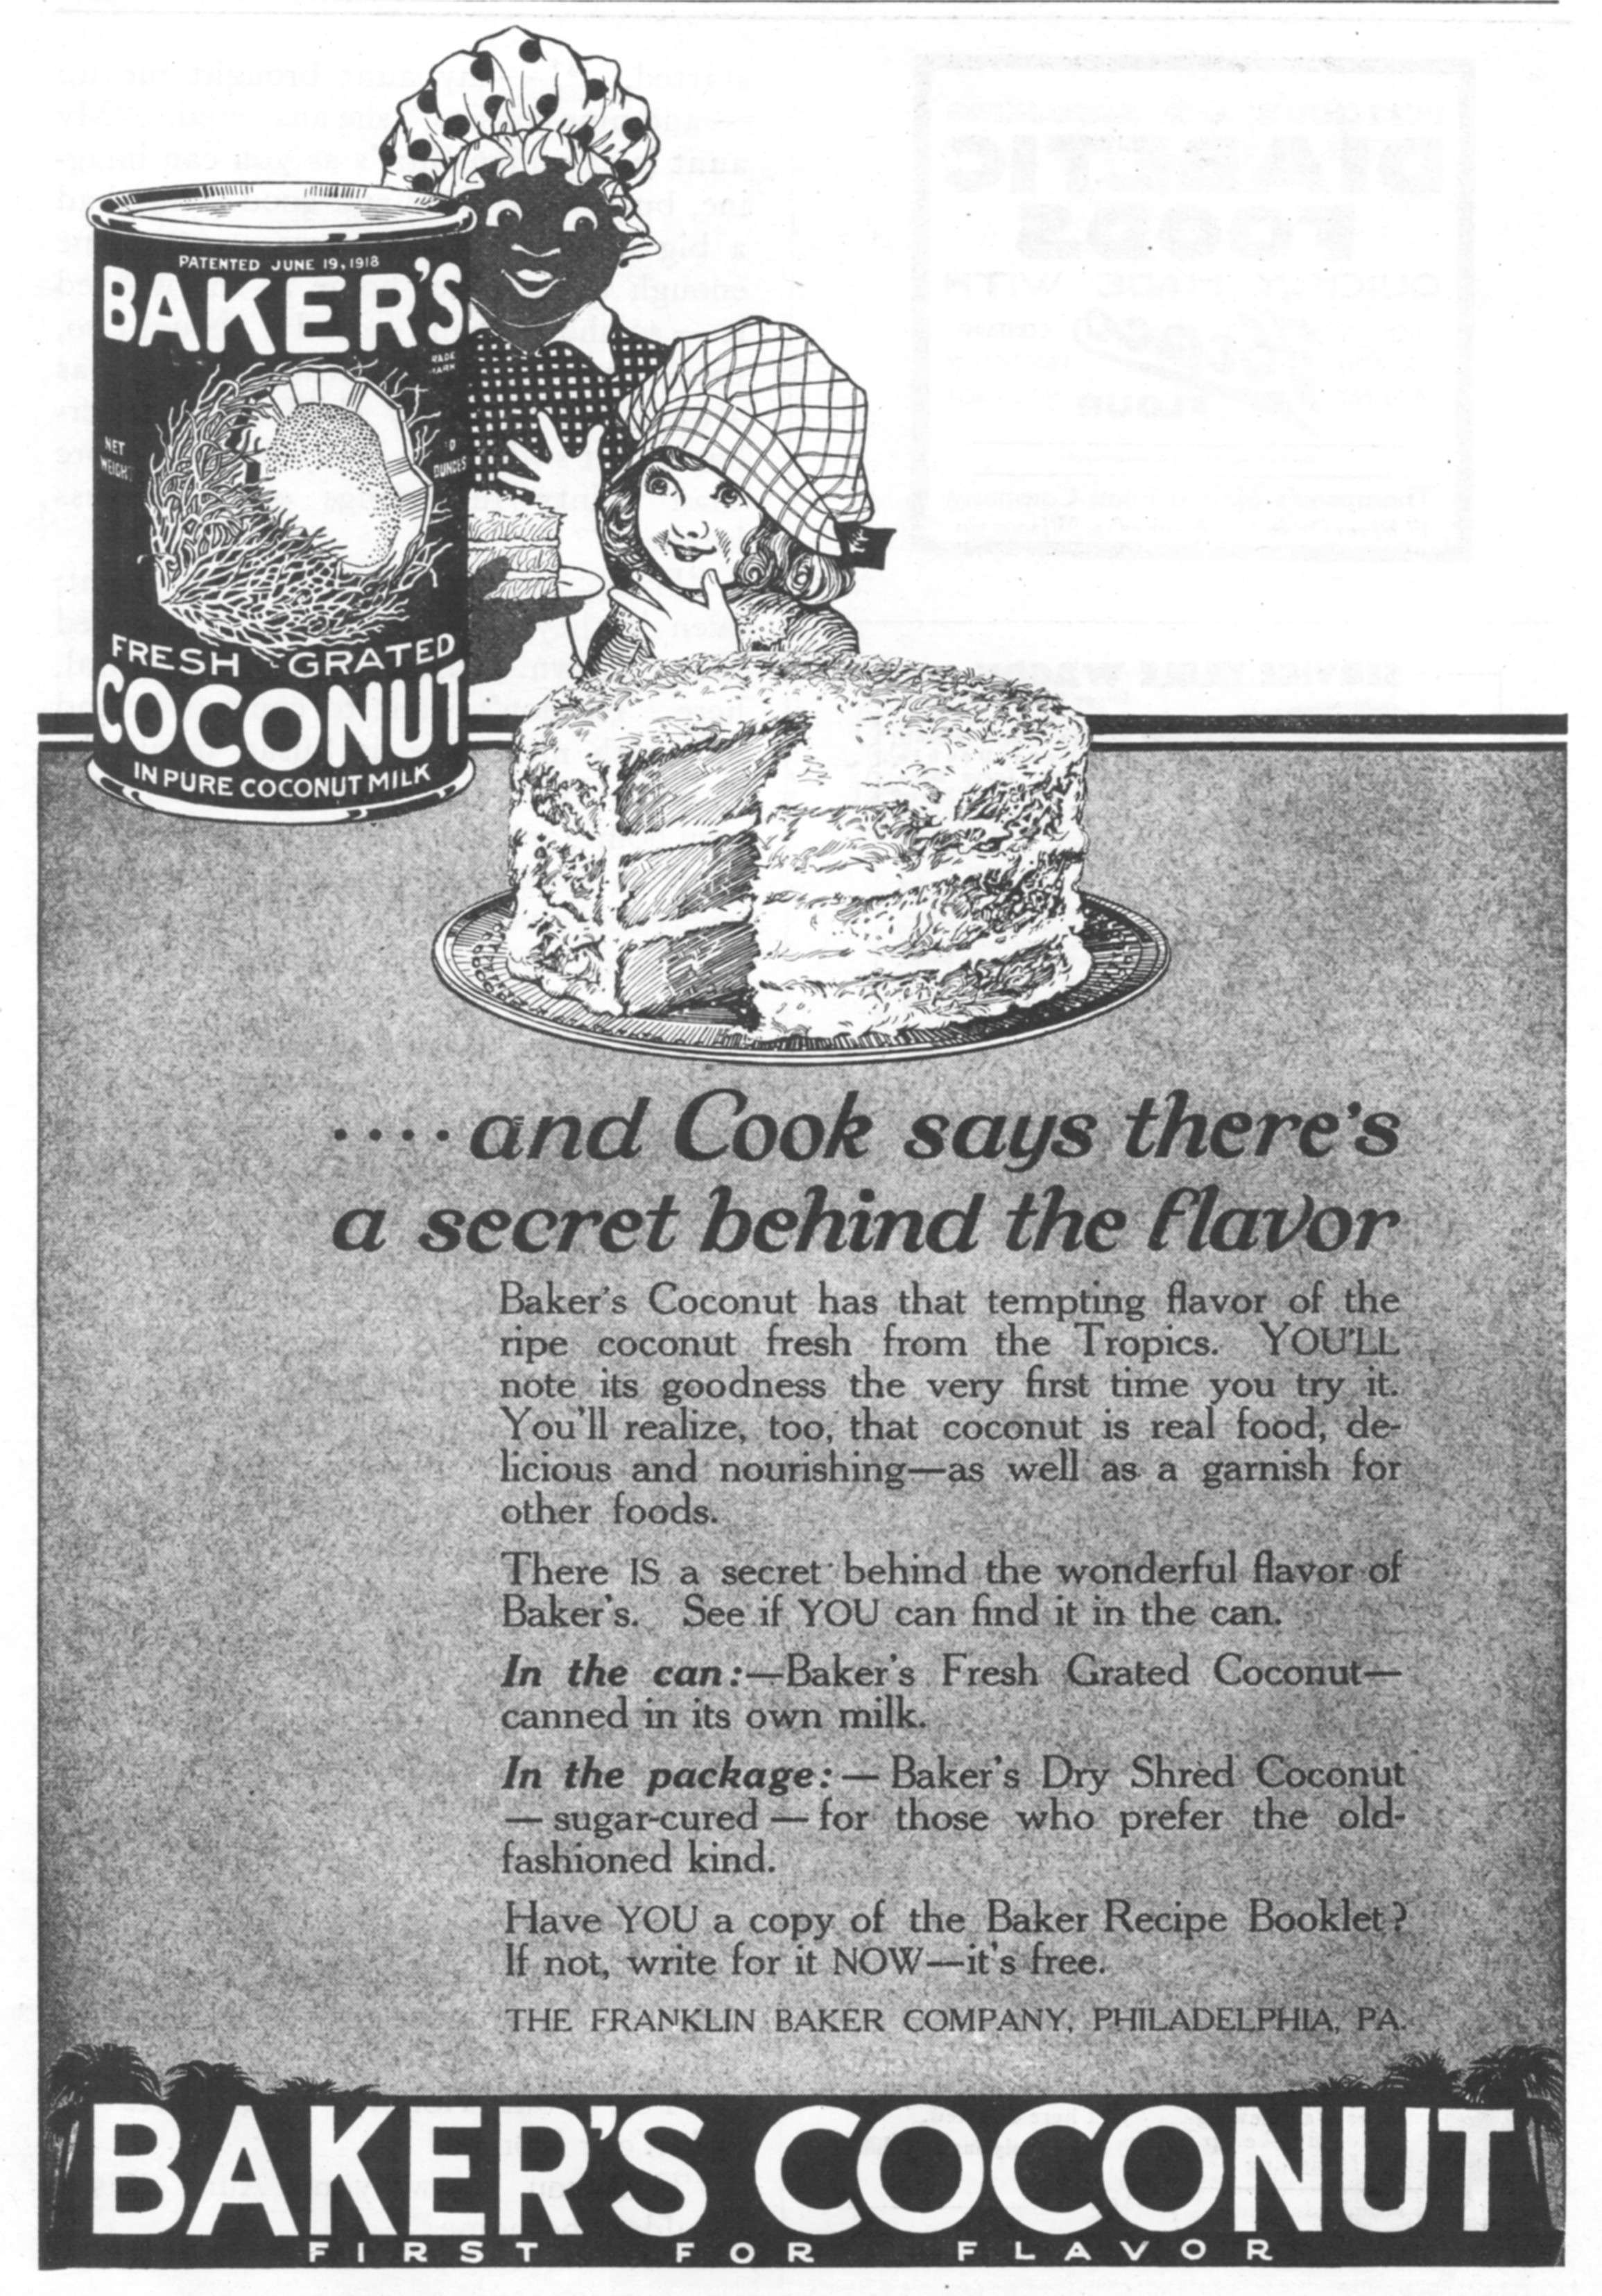 PATENTED JUNE 19, 1918
BAKER'S
TRADE
MARK
NET
WEIGHT
OUNCES
FRESH GRATED
COCONUT
IN PURE COCONUT MILK
....and Cook says there's
a secret behind the flavor
Baker's Coconut has that tempting flavor of the
ripe coconut fresh from the Tropics. YOU'LL
note its goodness the very first time you try it.
You'll realize, too, that coconut is real food, de-
licious and nourishing—as well as a garnish for
other foods.
There IS a secret behind the wonderful flavor of
Baker's. See if YOU can find it in the can.
In the can:—Baker's Fresh Grated Coconut—
canned in its own milk.
In the package:— Baker's Dry Shred Coconut
— sugar-cured — for those who prefer the old-
fashioned kind.
Have YOU a copy of the Baker Recipe Booklet?
If not, write for it NOW—it's free.
THE FRANKLIN BAKER COMPANY, PHILADELPHIA, PA.
BAKER'S COCONUT
FIRST FOR FLAVOR